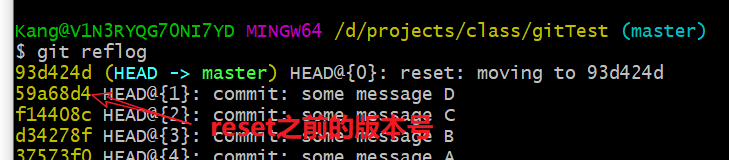 Kang@V1N3RYQG7ONI7YD MINGW64 /d/projects/class/gitTest (master)
$ git reflog
93d424d (HEAD -> master) HEAD@{0}: reset: moving to 93d424d
59a68d4 HEAD@{1}: commit: some message D
f14408c HEAD@{2}: commit: some message C
reset之前的版本号
d34278f HEAD@{3}: commit: some message B
37573f0 HEAD@{4}: commit: some message A